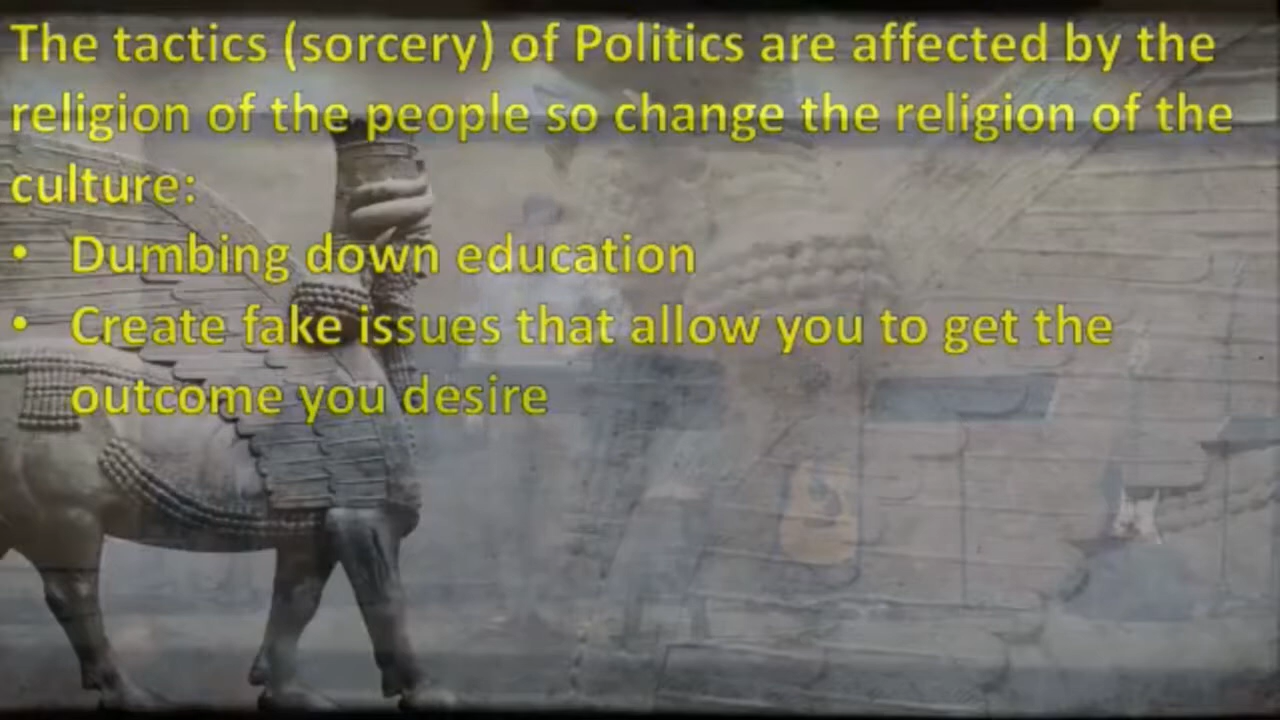 The tactics (sorcery) of Politics are affected by the
religion of the people so change the religion of the
culture:
• Dumbing down education
• Create fake issues that allow you to get the
outcome you desire